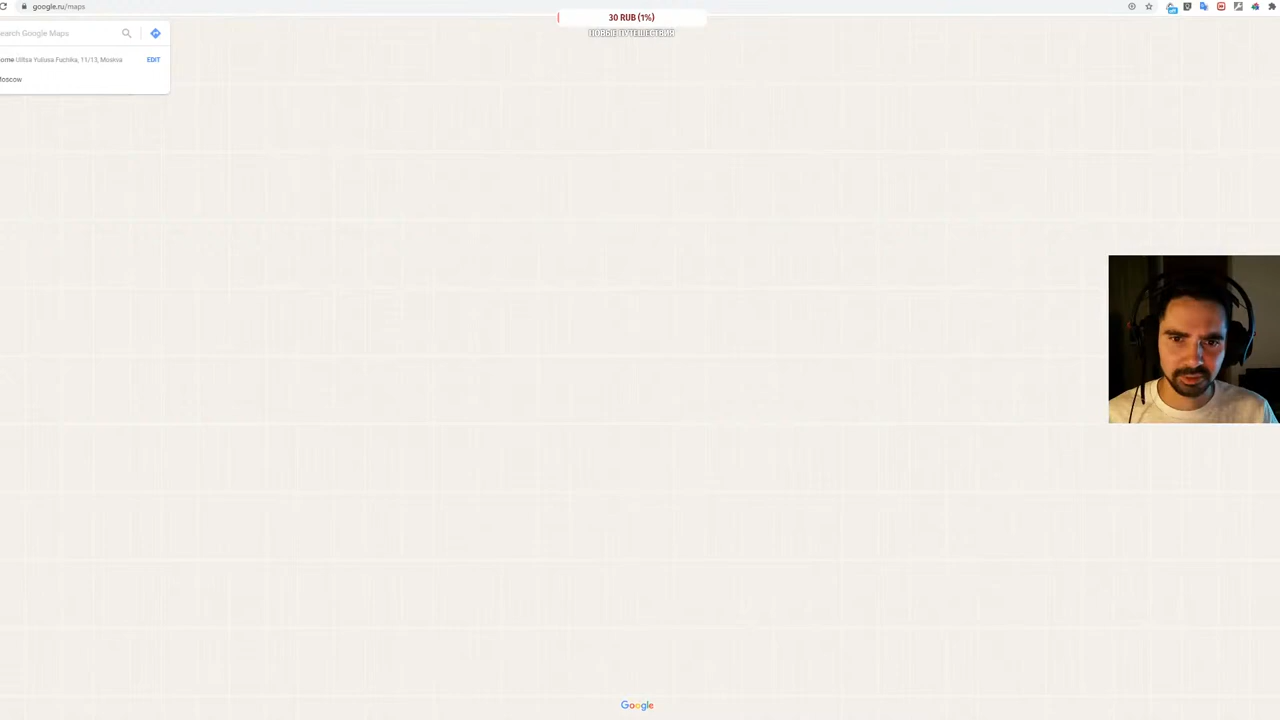 google.ru/maps
30 RUB (1%)
НОВЫЕ ПУТЕШЕСТВИЯ
Search Google Maps
Ulitsa Yuliusa Fuchika, 11/13, Moskva
EDIT
Moscow
Google